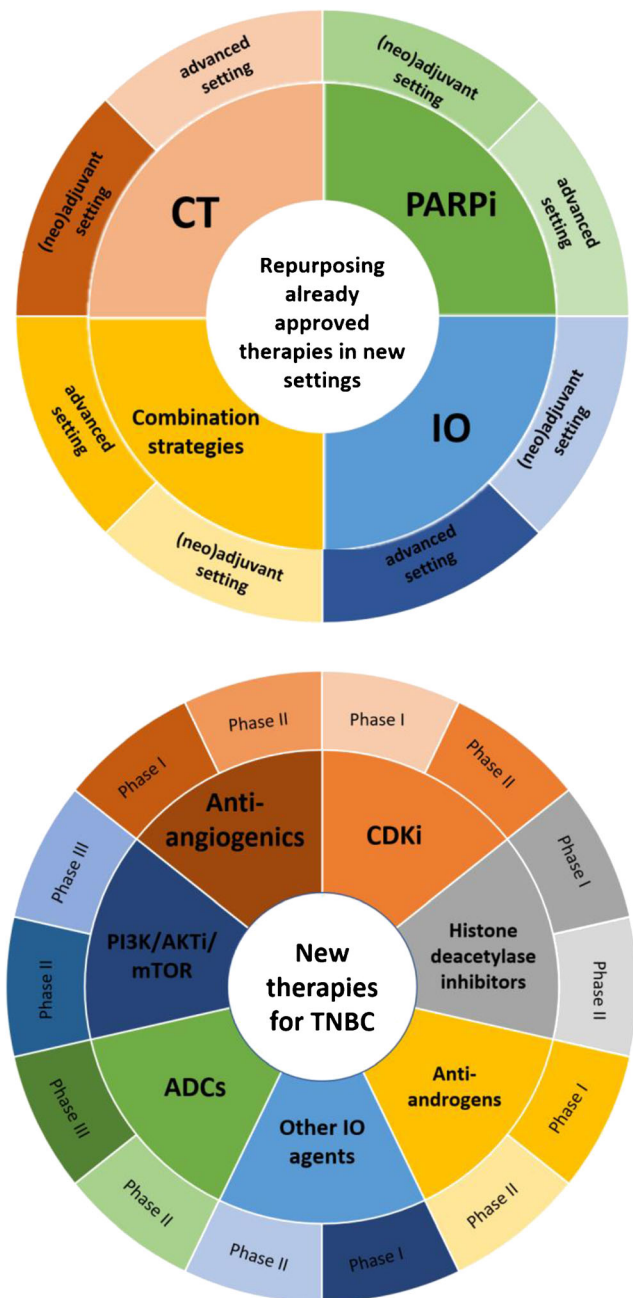 advanced
setting
(neo)adjuvant
setting
(neo)adjuvant
setting
advanced
setting
CT
PARPi
Repurposing
already
approved
therapies in new
settings
Combination
strategies
IO
advanced
setting
(neo)adjuvant
setting
(neo)adjuvant
setting
advanced
setting
Phase II
Phase I
Phase I
Phase II
Anti-
angiogenics
CDKi
Phase III
Phase I
PI3K/AKTi/
mTOR
Histone
deacetylase
inhibitors
New
therapies
for TNBC
Phase II
Phase II
ADCs
Anti-
androgens
Other IO
agents
Phase III
Phase I
Phase II
Phase II
Phase II
Phase I